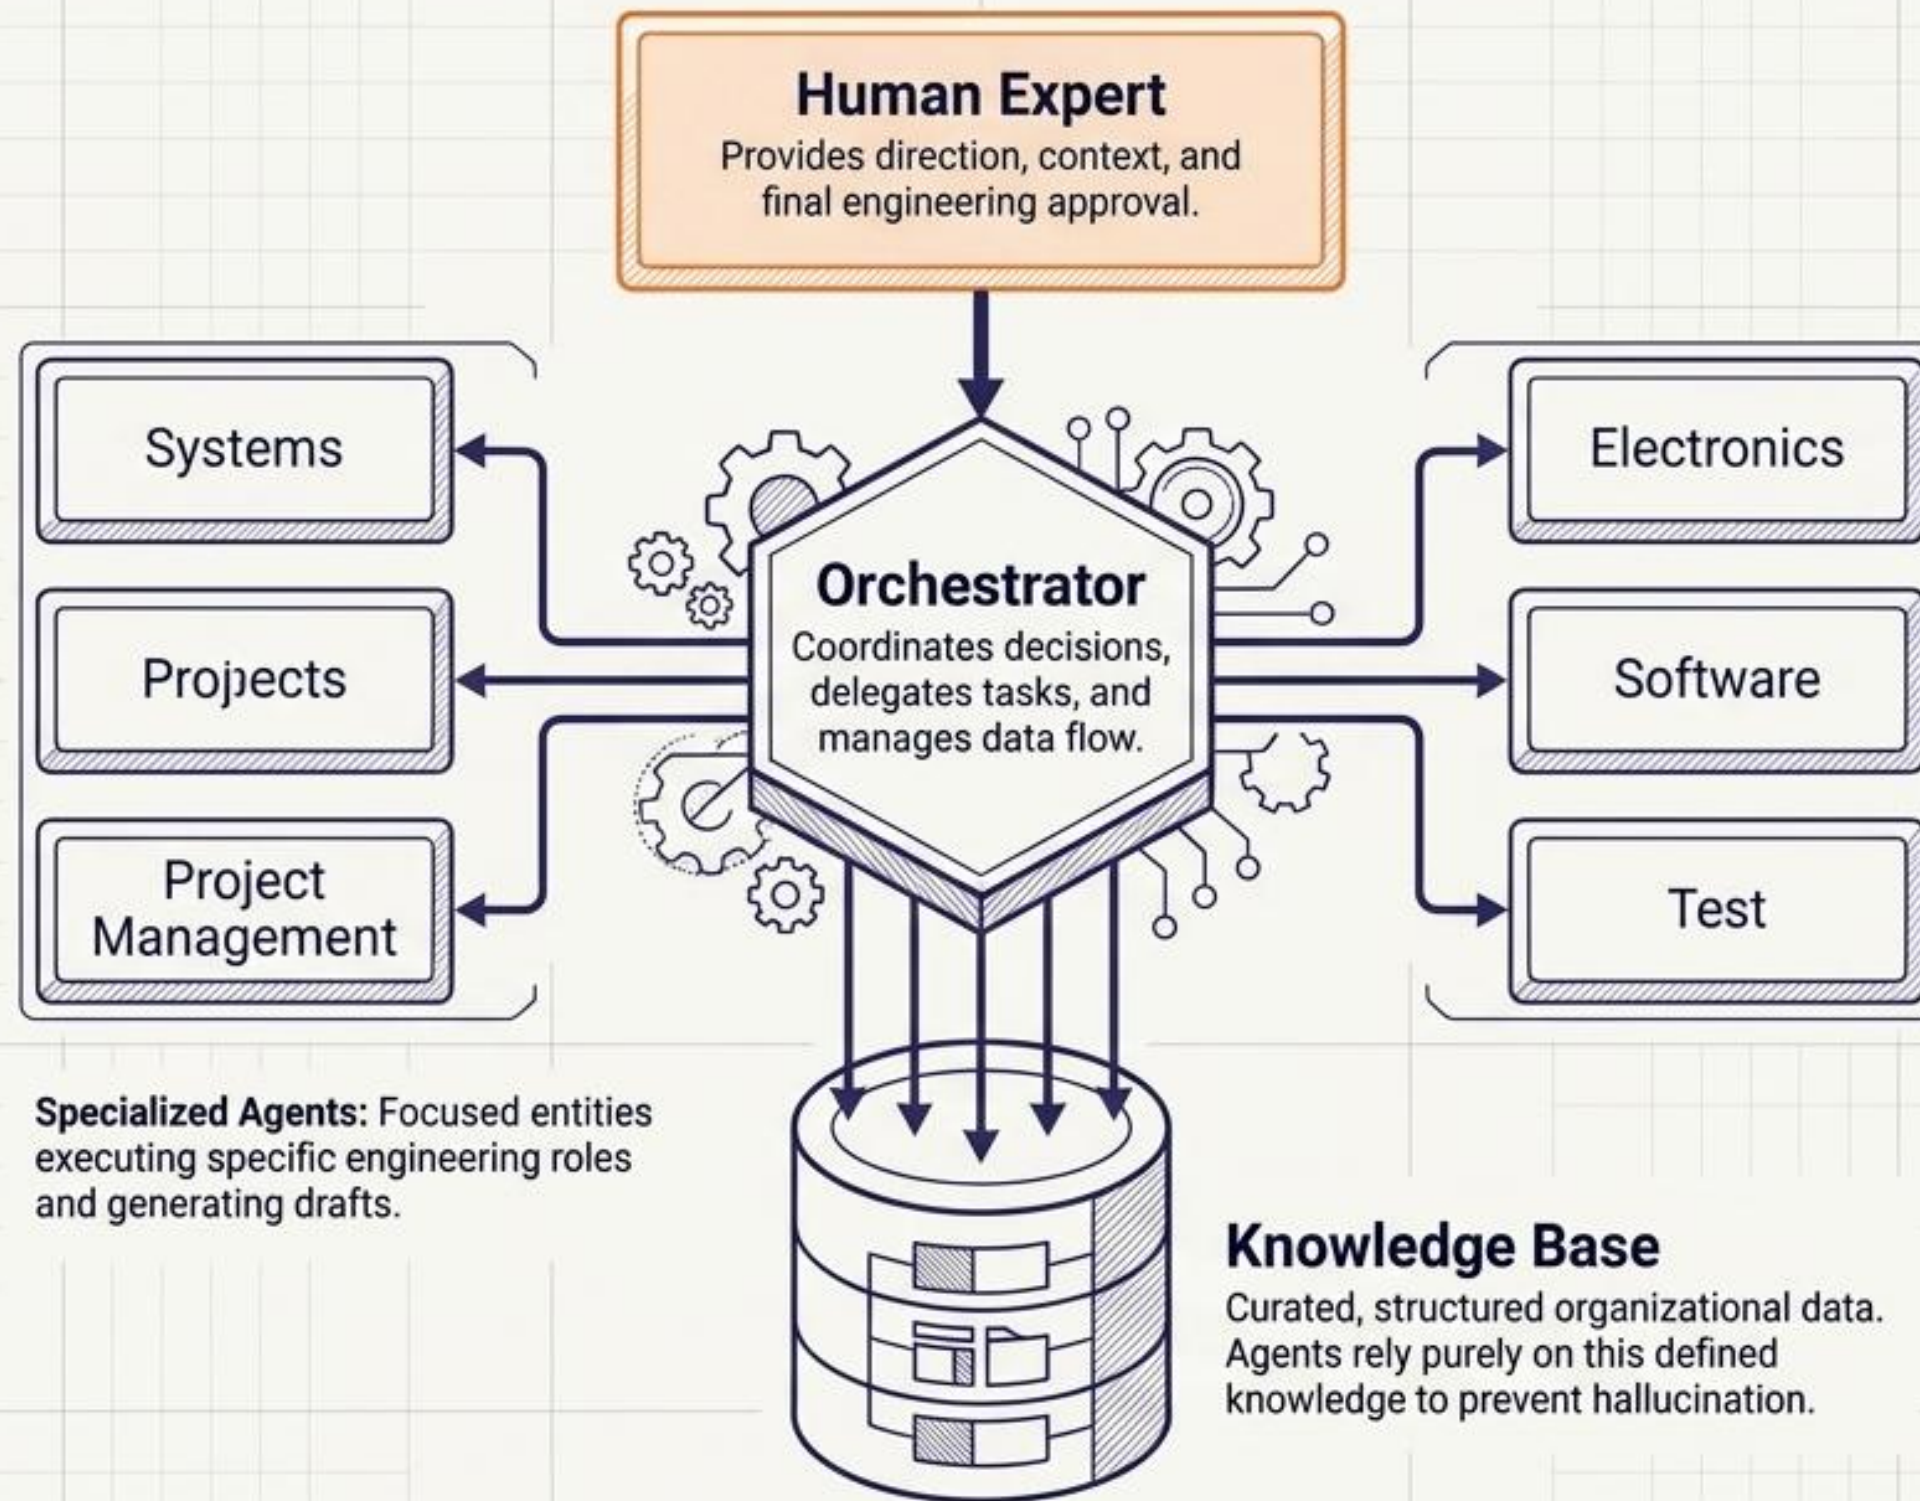 Human Expert
Provides direction, context, and
final engineering approval.
Systems
Projects
Project
Management
Orchestrator
Coordinates decisions,
delegates tasks, and
manages data flow.
Electronics
Software
Test
Specialized Agents: Focused entities
executing specific engineering roles
and generating drafts.
Knowledge Base
Curated, structured organizational data.
Agents rely purely on this defined
knowledge to prevent hallucination.